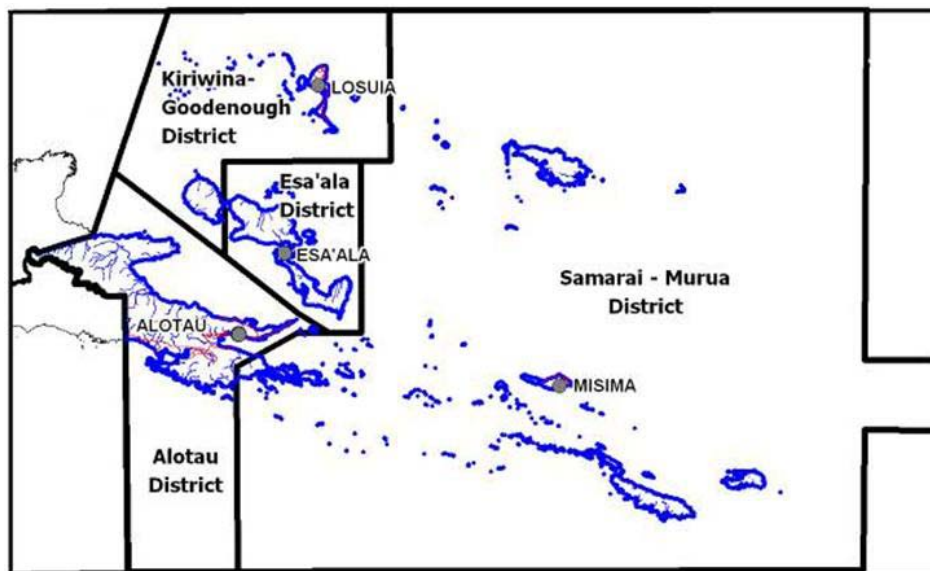 Kiriwina-
Goodenough
District
LOSUIA
Esa'ala
District
ESA'ALA
Samarai - Murua
District
ALOTAU
MISIMA
Alotau
District